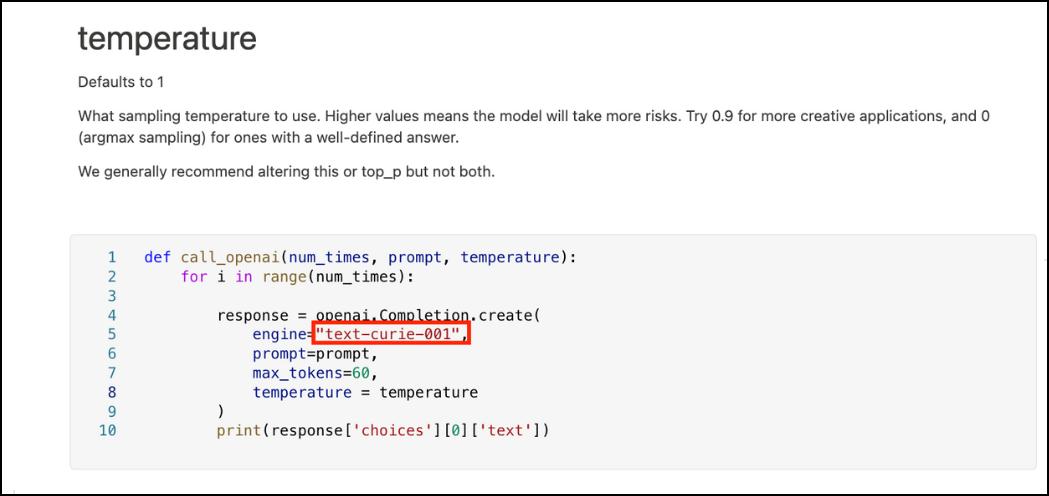 temperature
Defaults to 1
What sampling temperature to use. Higher values means the model will take more risks. Try 0.9 for more creative applications, and 0
(argmax sampling) for ones with a well-defined answer.
We generally recommend altering this or top_p but not both.
1 def call_openai(num_times, prompt, temperature):
2     for i in range(num_times):
3
4         response = openai.Completion.create(
5             engine="text-curie-001",
6             prompt=prompt,
7             max_tokens=60,
8             temperature = temperature
9         )
10         print(response['choices'][0]['text'])